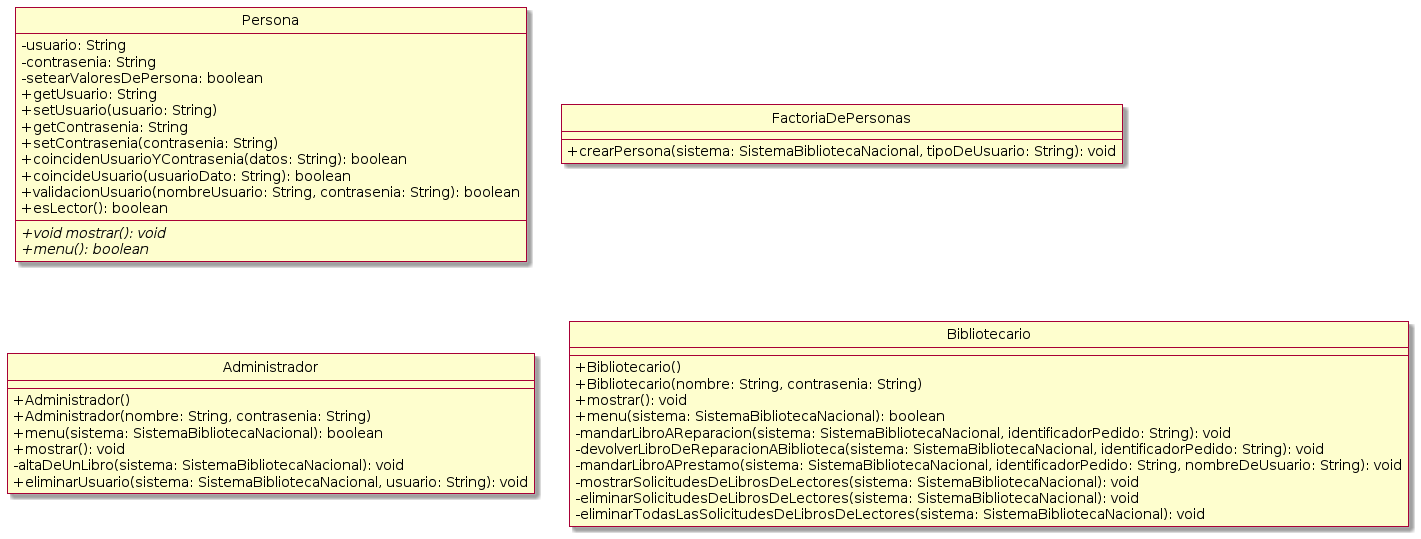 Persona
-usuario: String
-contrasenia: String
-setearValoresDePersona: boolean
+getUsuario: String
+setUsuario(usuario: String)
+getContrasenia: String
+setContrasenia(contrasenia: String)
+coincidenUsuarioYContrasenia(datos: String): boolean
+coincideUsuario(usuarioDato: String): boolean
+validacionUsuario(nombreUsuario: String, contrasenia: String): boolean
+esLector(): boolean
+void mostrar(): void
+menu(): boolean
FactoriaDePersonas
+crearPersona(sistema: SistemaBibliotecaNacional, tipoDeUsuario: String): void
Administrador
+Administrador()
+Administrador(nombre: String, contrasenia: String)
+menu(sistema: SistemaBibliotecaNacional): boolean
+mostrar(): void
-altaDeUnLibro(sistema: SistemaBibliotecaNacional): void
+eliminarUsuario(sistema: SistemaBibliotecaNacional, usuario: String): void
Bibliotecario
+Bibliotecario()
+Bibliotecario(nombre: String, contrasenia: String)
+mostrar(): void
+menu(sistema: SistemaBibliotecaNacional): boolean
-mandarLibroAReparacion(sistema: SistemaBibliotecaNacional, identificadorPedido: String): void
-devolverLibroDeReparacionABiblioteca(sistema: SistemaBibliotecaNacional, identificadorPedido: String): void
-mandarLibroAPrestamo(sistema: SistemaBibliotecaNacional, identificadorPedido: String, nombreDeUsuario: String): void
-mostrarSolicitudesDeLibrosDeLectores(sistema: SistemaBibliotecaNacional): void
-eliminarSolicitudesDeLibrosDeLectores(sistema: SistemaBibliotecaNacional): void
-eliminarTodasLasSolicitudesDeLibrosDeLectores(sistema: SistemaBibliotecaNacional): void